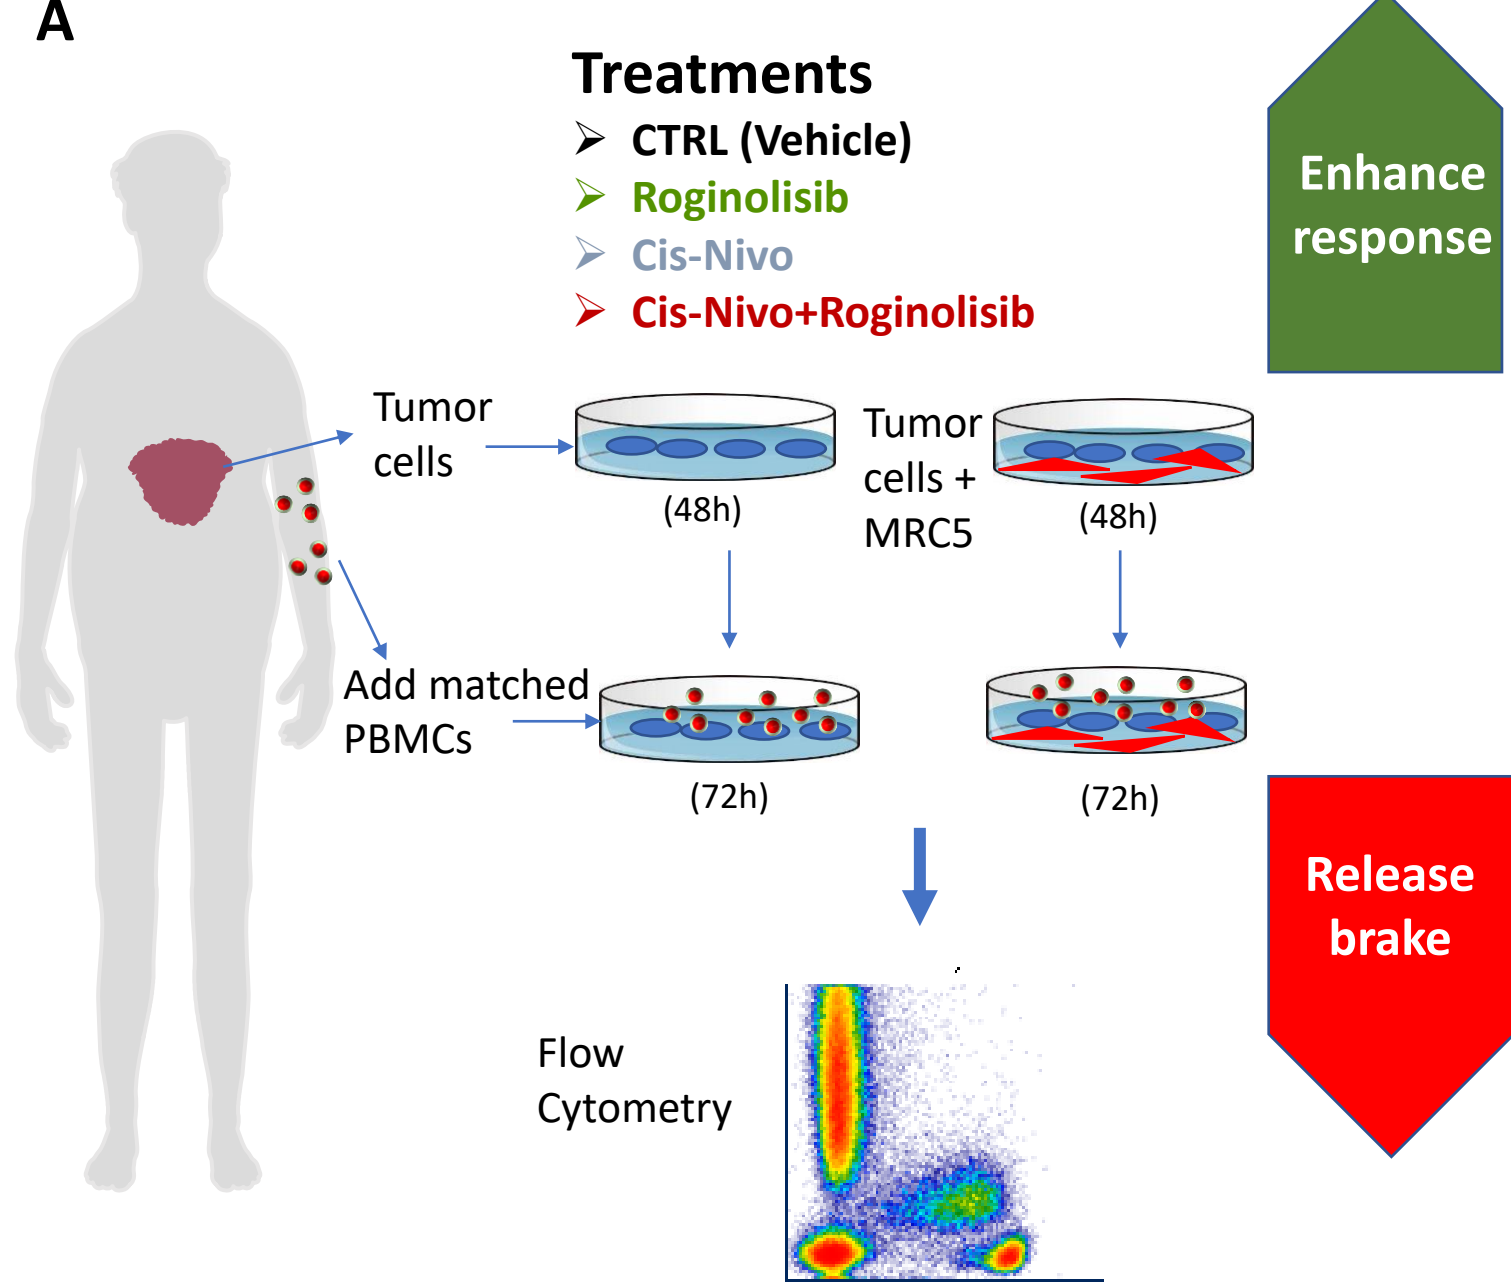 A
Treatments
CTRL (Vehicle)
Roginolisib
Cis-Nivo
Cis-Nivo+Roginolisib
Enhance
response
Tumor
cells
(48h)
Tumor
cells +
MRC5
(48h)
Add matched
PBMCs
(72h)
(72h)
Release
brake
Flow
Cytometry